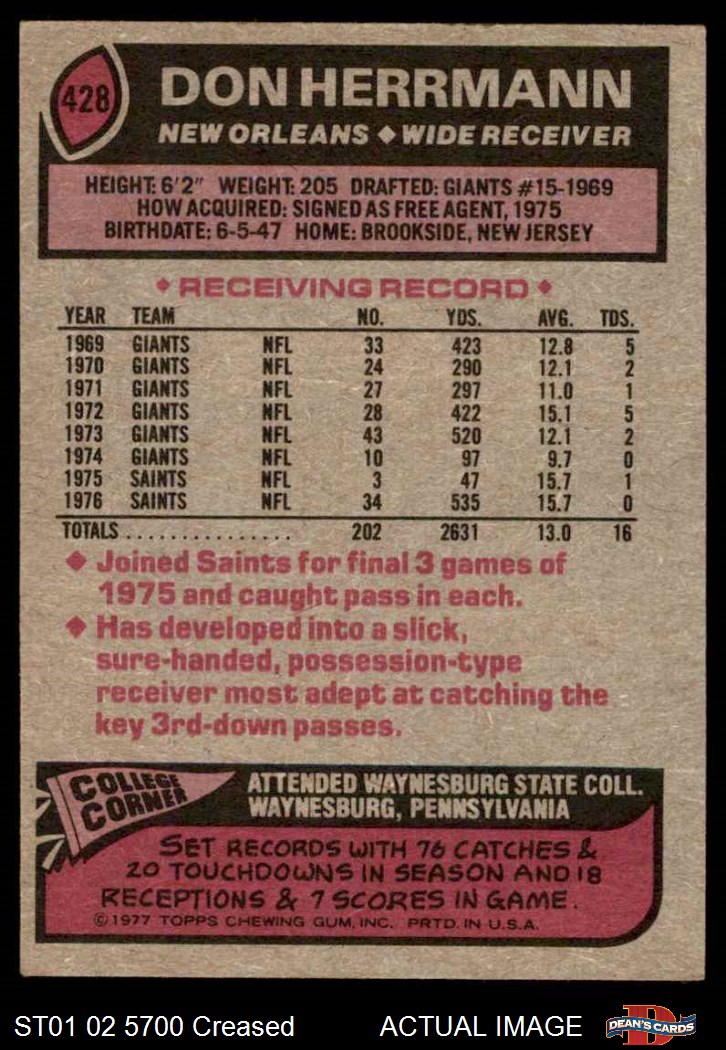 428
DON HERRMANN
NEW ORLEANS ◆ WIDE RECEIVER
HEIGHT: 6'2" WEIGHT: 205 DRAFTED: GIANTS #15-1969
HOW ACQUIRED: SIGNED AS FREE AGENT, 1975
BIRTHDATE: 6-5-47 HOME: BROOKSIDE, NEW JERSEY
◆ RECEIVING RECORD ◆
YEAR TEAM NO. YDS. AVG. TDS.
1969 GIANTS NFL 33 423 12.8 5
1970 GIANTS NFL 24 290 12.1 2
1971 GIANTS NFL 27 297 11.0 1
1972 GIANTS NFL 28 422 15.1 5
1973 GIANTS NFL 43 520 12.1 2
1974 GIANTS NFL 10 97 9.7 0
1975 SAINTS NFL 3 47 15.7 1
1976 SAINTS NFL 34 535 15.7 0
TOTALS ............... 202 2631 13.0 16
◆ Joined Saints for final 3 games of
1975 and caught pass in each.
◆ Has developed into a slick,
sure-handed, possession-type
receiver most adept at catching the
key 3rd-down passes.
COLLEGE
CORNER
ATTENDED WAYNESBURG STATE COLL.
WAYNESBURG, PENNSYLVANIA
SET RECORDS WITH 76 CATCHES &
20 TOUCHDOWNS IN SEASON AND 18
RECEPTIONS & 7 SCORES IN GAME.
©1977 TOPPS CHEWING GUM, INC. PRTD. IN U.S.A.
ST01 02 5700 Creased ACTUAL IMAGE
D
DEAN'S CARDS